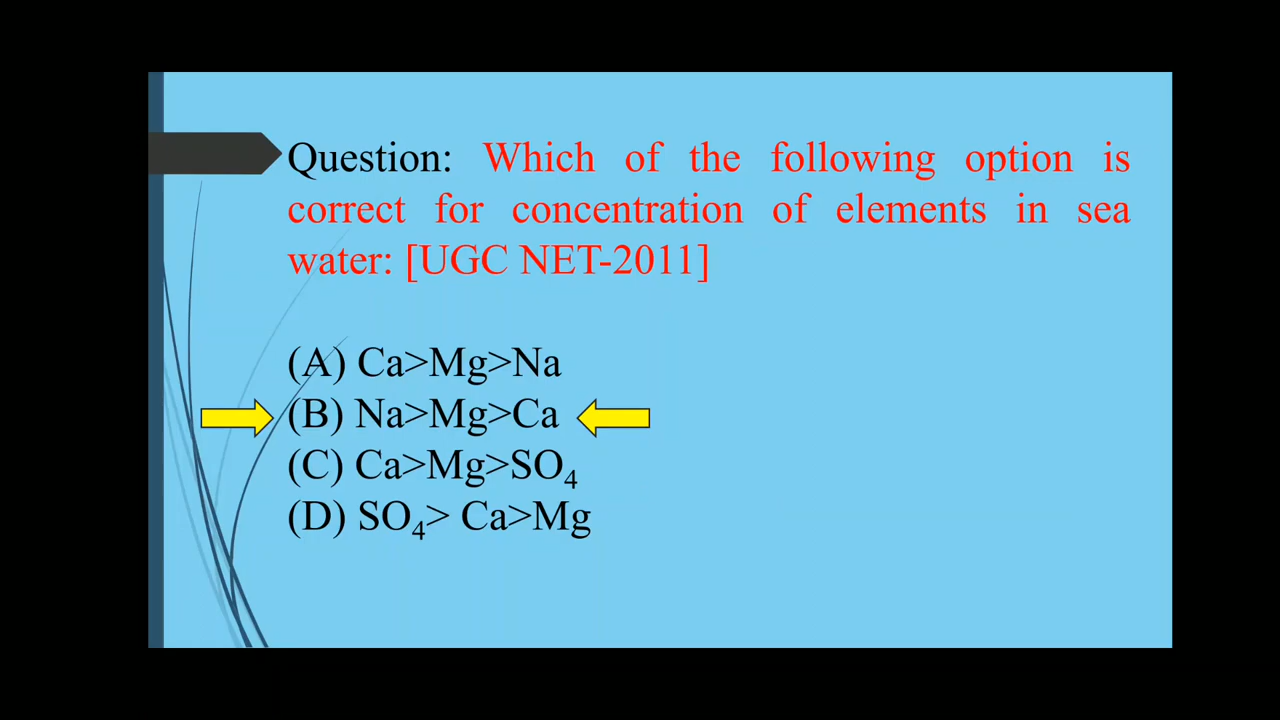 Question: Which of the following option is
correct for concentration of elements in sea
water: [UGC NET-2011]
(A) Ca>Mg>Na
(B) Na>Mg>Ca
(C) Ca>Mg>SO₄
(D) SO₄> Ca>Mg